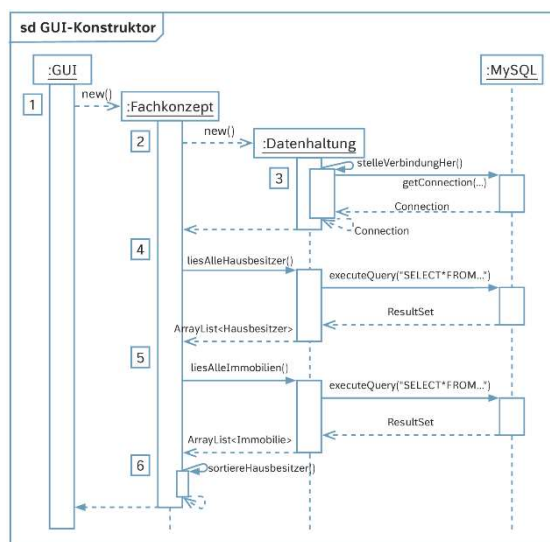 sd GUI-Konstruktor
:GUI
:MySQL
1
new()
:Fachkonzept
2
new()
:Datenhaltung
3
stelleVerbindungHer()
getConnection(...)
Connection
Connection
4
liesAlleHausbesitzer()
executeQuery("SELECT*FROM...")
ResultSet
ArrayList<Hausbesitzer>
5
liesAlleImmobilien()
executeQuery("SELECT*FROM...")
ResultSet
ArrayList<Immobilie>
6
sortiereHausbesitzer()